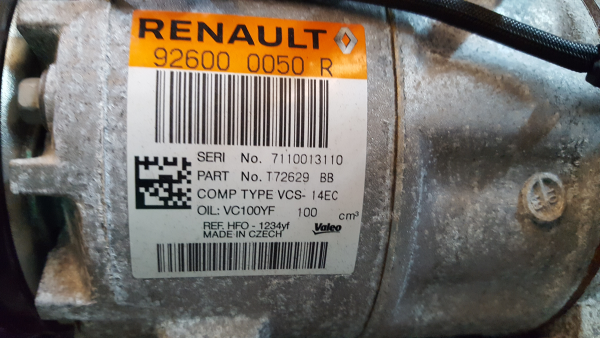 RENAULT
92600 0050 R
SERI No. 7110013110
PART No. T72629 BB
COMP TYPE VCS- 14EC
OIL: VC100YF 100 cm³
REF. HFO - 1234yf
MADE IN CZECH
Valeo